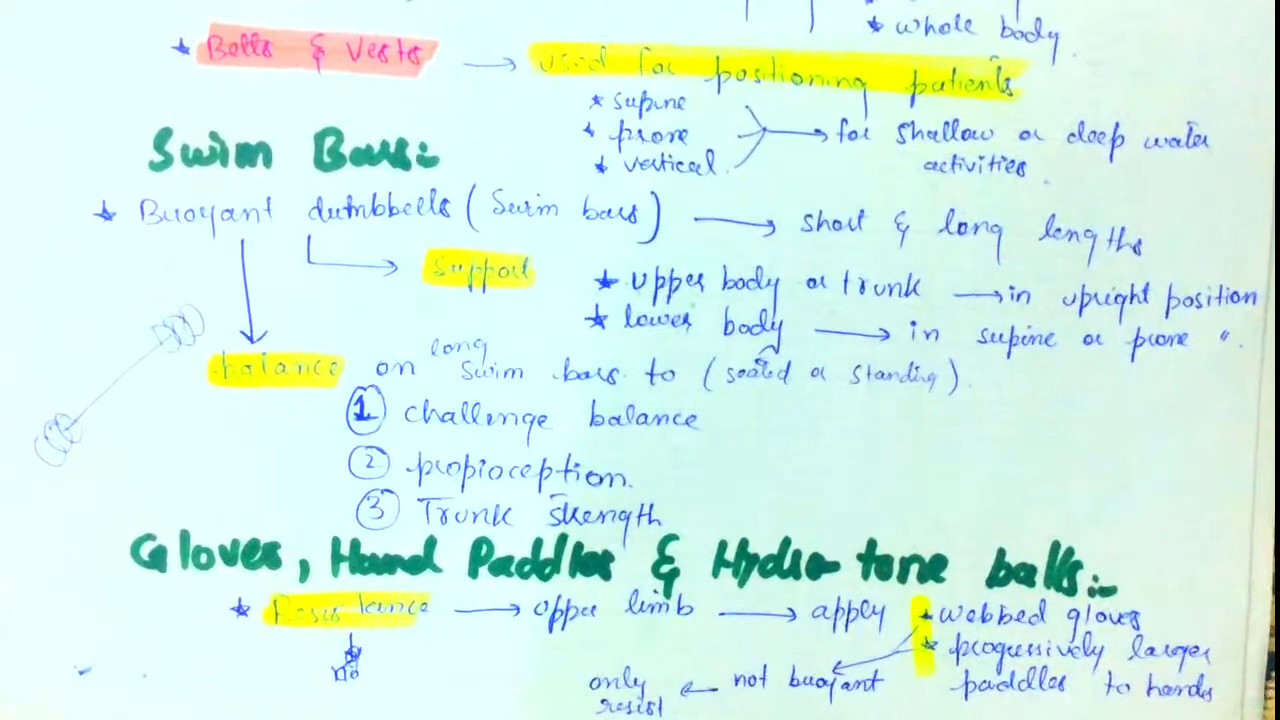 * whole body.
* Belts & Vests → used for positioning patients
* supine
* prone → for shallow or deep water
* vertical. activities.
Swim Bars:-
* Buoyant dumbbells (Swim bars) → short & long lengths
support * upper body or trunk → in upright position
* lower body → in supine or prone ".
balance on long swim bars to (seated or standing).
① challenge balance
② propioception.
③ Trunk strength
Gloves, Hand Paddles & Hydro-tone balls:-
* Resistance → upper limb → apply * webbed gloves
* progressively larger
only ← not buoyant paddles to hands
resist